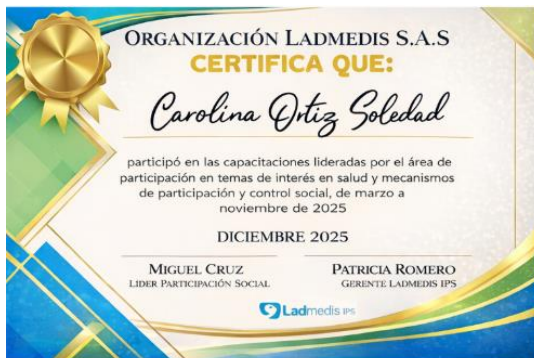 ORGANIZACIÓN LADMEDIS S.A.S
CERTIFICA QUE:
Carolina Ortiz Soledad
participó en las capacitaciones lideradas por el área de
participación en temas de interés en salud y mecanismos
de participación y control social, de marzo a
noviembre de 2025
DICIEMBRE 2025
MIGUEL CRUZ
LIDER PARTICIPACIÓN SOCIAL
PATRICIA ROMERO
GERENTE LADMEDIS IPS
Ladmedis IPS